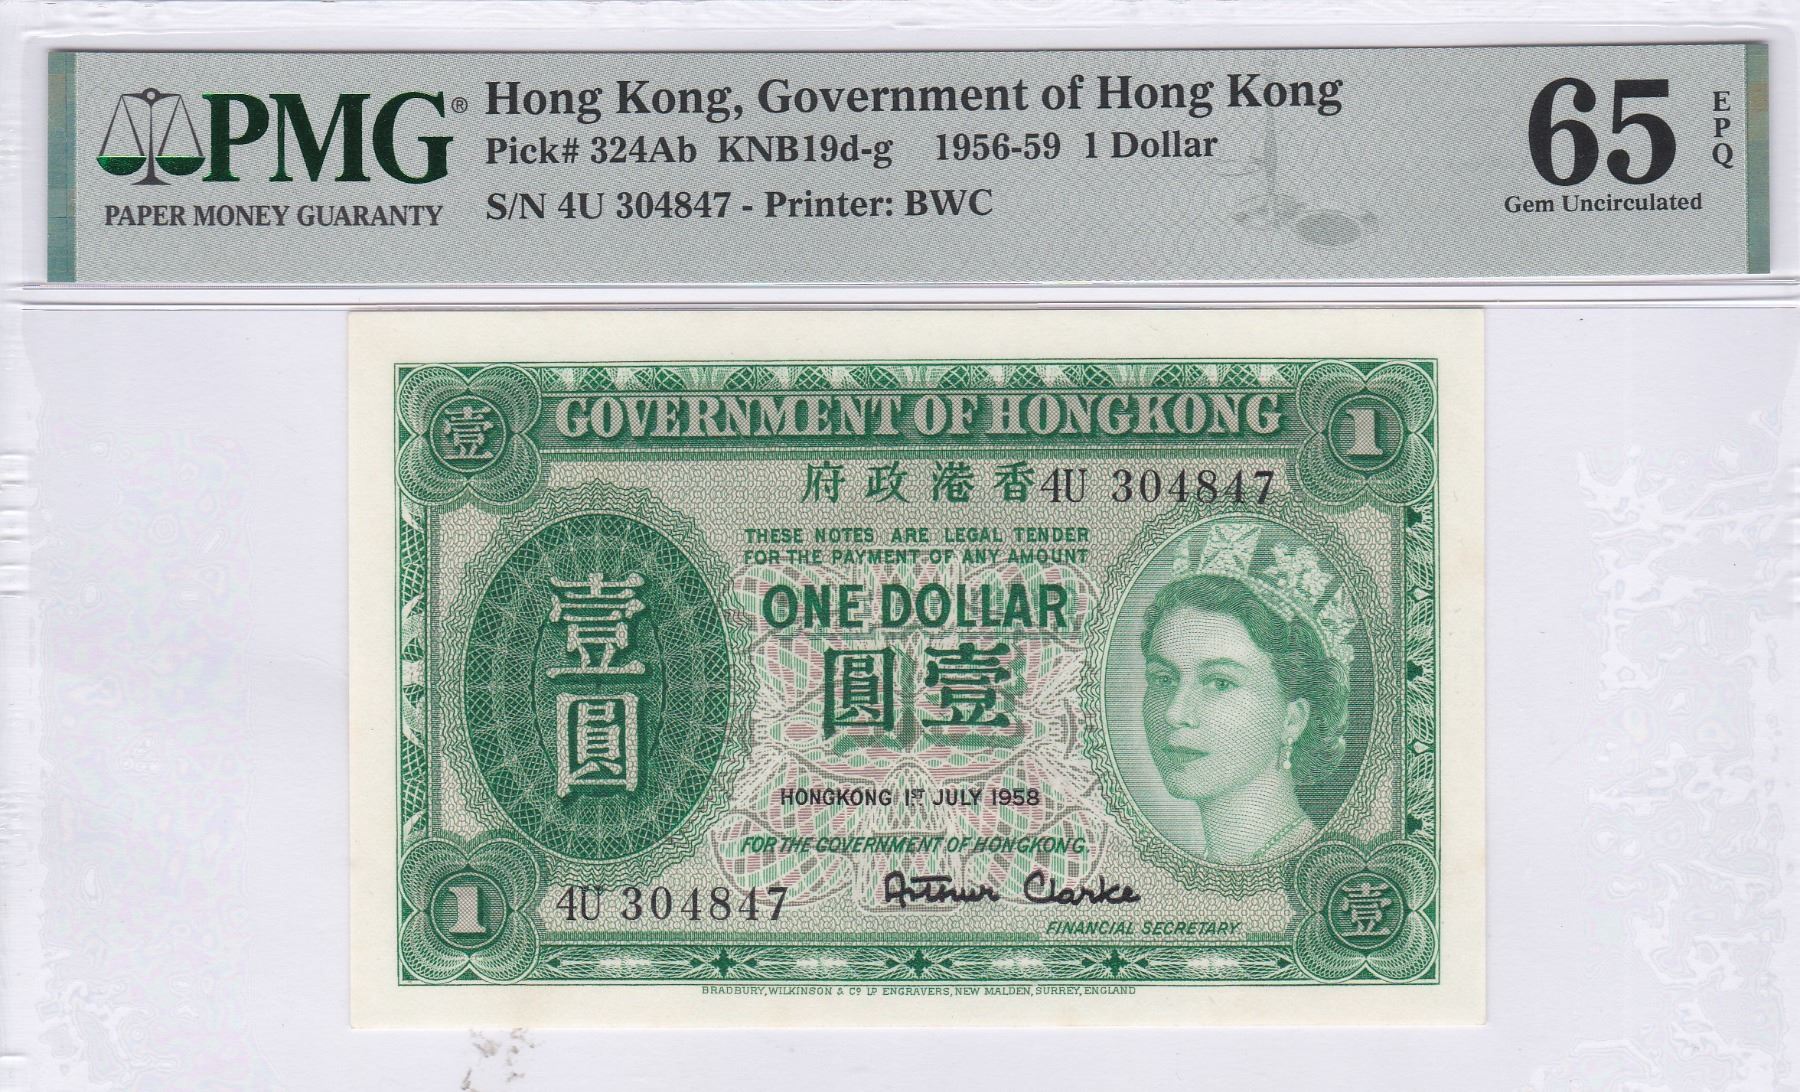 PMG®
PAPER MONEY GUARANTY
Hong Kong, Government of Hong Kong
Pick# 324Ab KNB19d-g 1956-59 1 Dollar
S/N 4U 304847 - Printer: BWC
65 EPQ
Gem Uncirculated
壹 GOVERNMENT OF HONGKONG 1
府政港香 4U 304847
THESE NOTES ARE LEGAL TENDER
FOR THE PAYMENT OF ANY AMOUNT
ONE DOLLAR
壹圓
圓壹
HONGKONG 1ST JULY 1958
FOR THE GOVERNMENT OF HONGKONG.
1 4U 304847 Arthur Clarke 壹
FINANCIAL SECRETARY
BRADBURY, WILKINSON & Cº Lº ENGRAVERS, NEW MALDEN, SURREY, ENGLAND